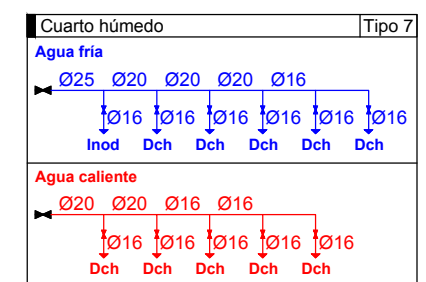 Cuarto húmedo Tipo 7
Agua fría
Ø25 Ø20 Ø20 Ø20 Ø16
Ø16 Ø16 Ø16 Ø16 Ø16 Ø16
Inod Dch Dch Dch Dch Dch
Agua caliente
Ø20 Ø20 Ø16 Ø16
Ø16 Ø16 Ø16 Ø16 Ø16
Dch Dch Dch Dch Dch